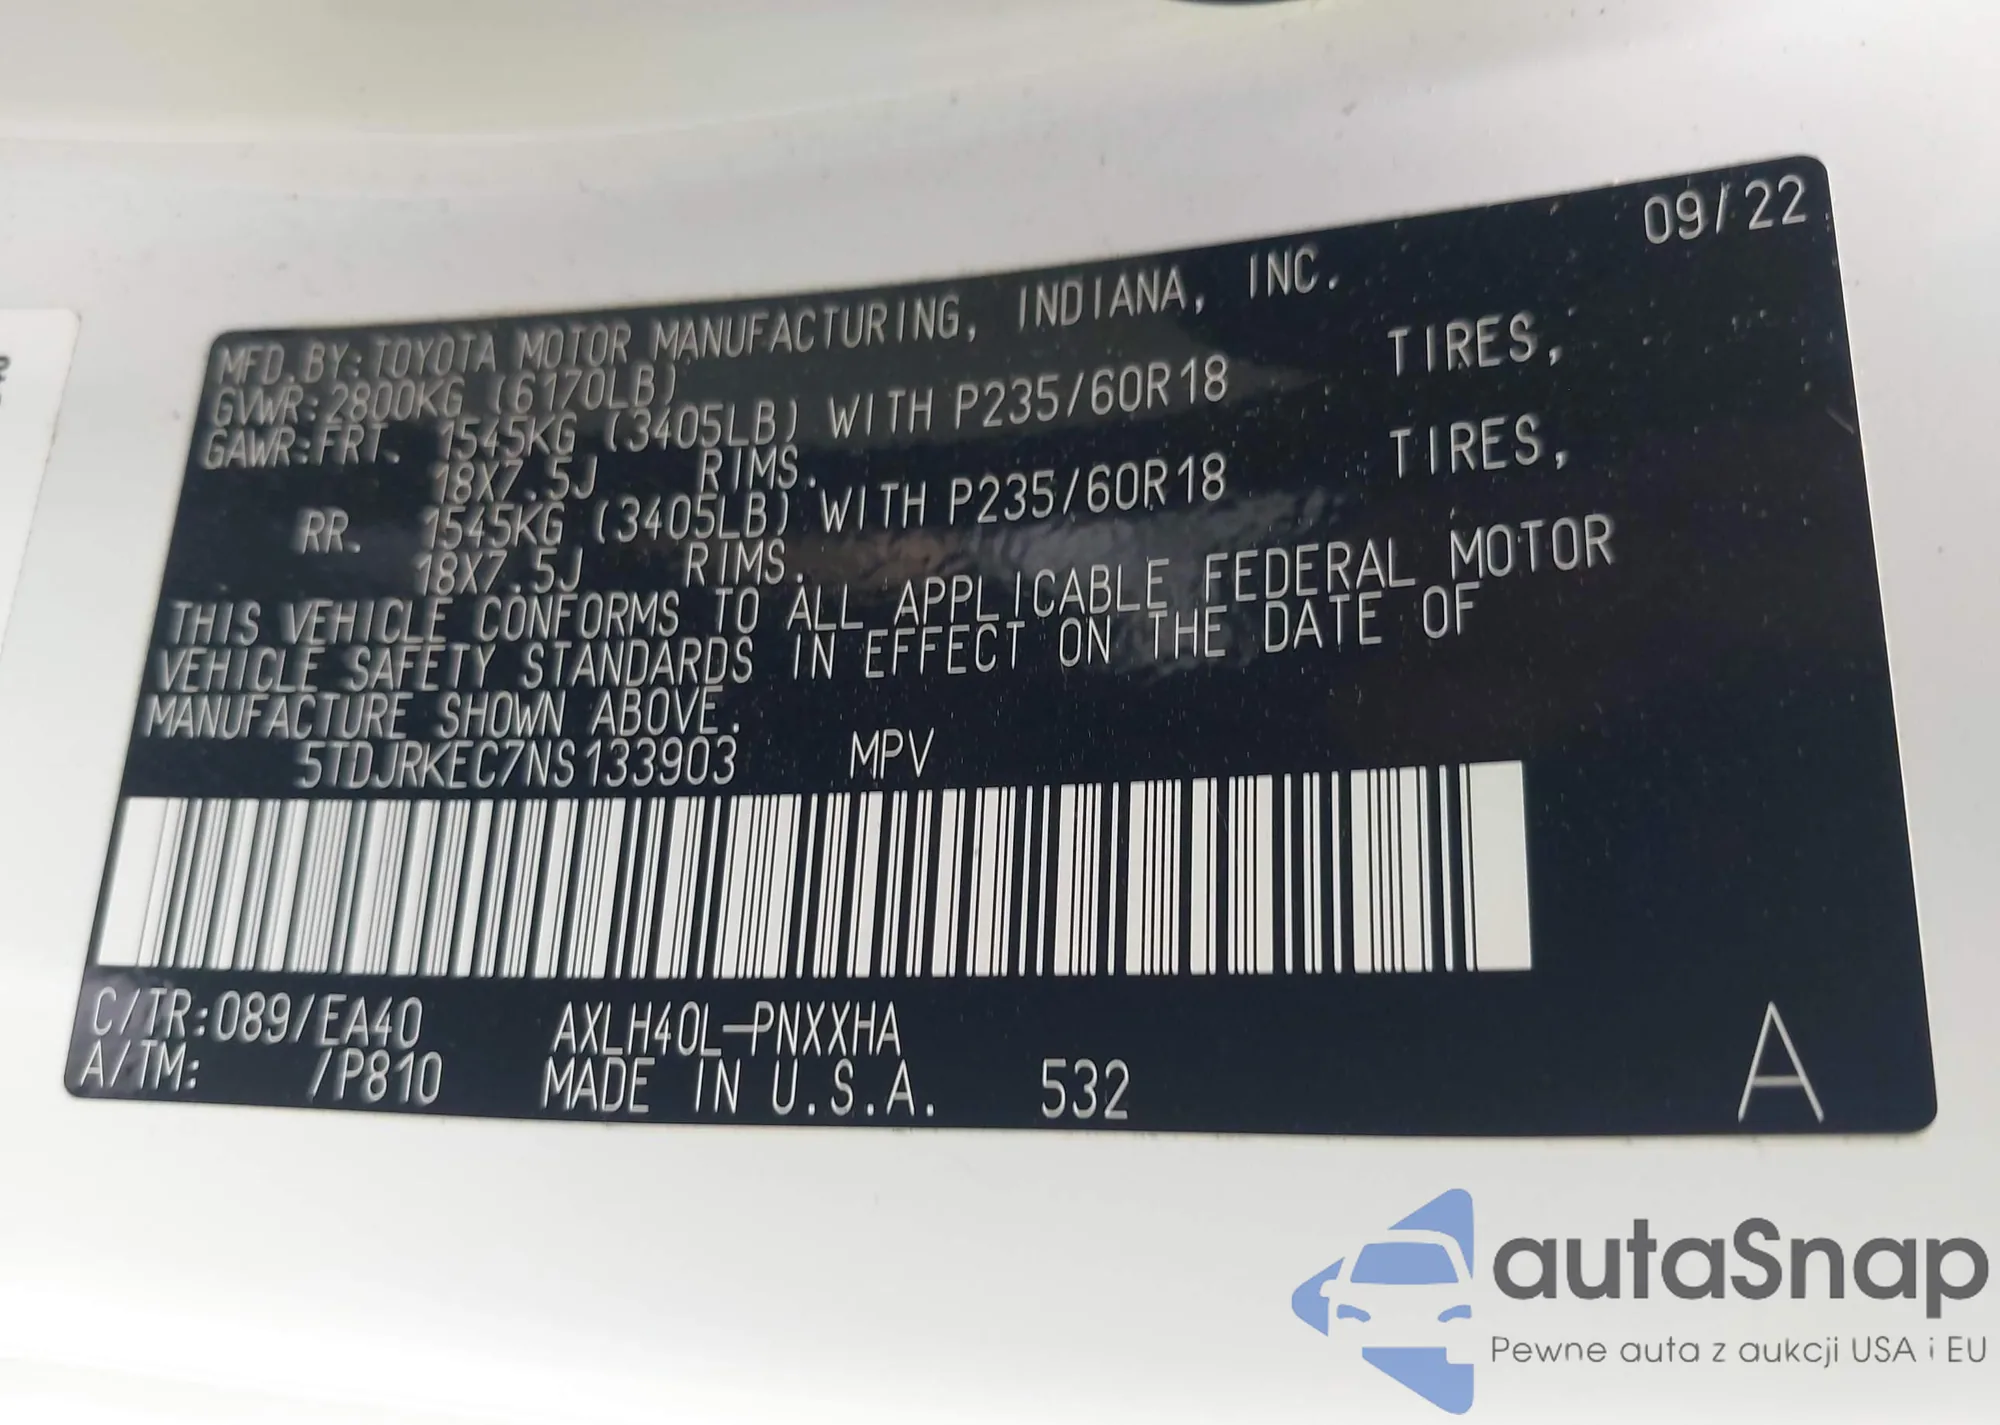 09/22
MFD.BY:TOYOTA MOTOR MANUFACTURING, INDIANA, INC.
GVWR:2800KG (6170LB)
GAWR:FRT. 1545KG (3405LB) WITH P235/60R18 TIRES,
18X7.5J RIMS.
RR. 1545KG (3405LB) WITH P235/60R18 TIRES,
18X7.5J RIMS.
THIS VEHICLE CONFORMS TO ALL APPLICABLE FEDERAL MOTOR
VEHICLE SAFETY STANDARDS IN EFFECT ON THE DATE OF
MANUFACTURE SHOWN ABOVE.
5TDJRKEC7NS133903 MPV
C/TR:089/EA40 AXLH40L-PNXXHA
A/TM: /P810 MADE IN U.S.A. 532 A
autaSnap
Pewne auta z aukcji USA i EU